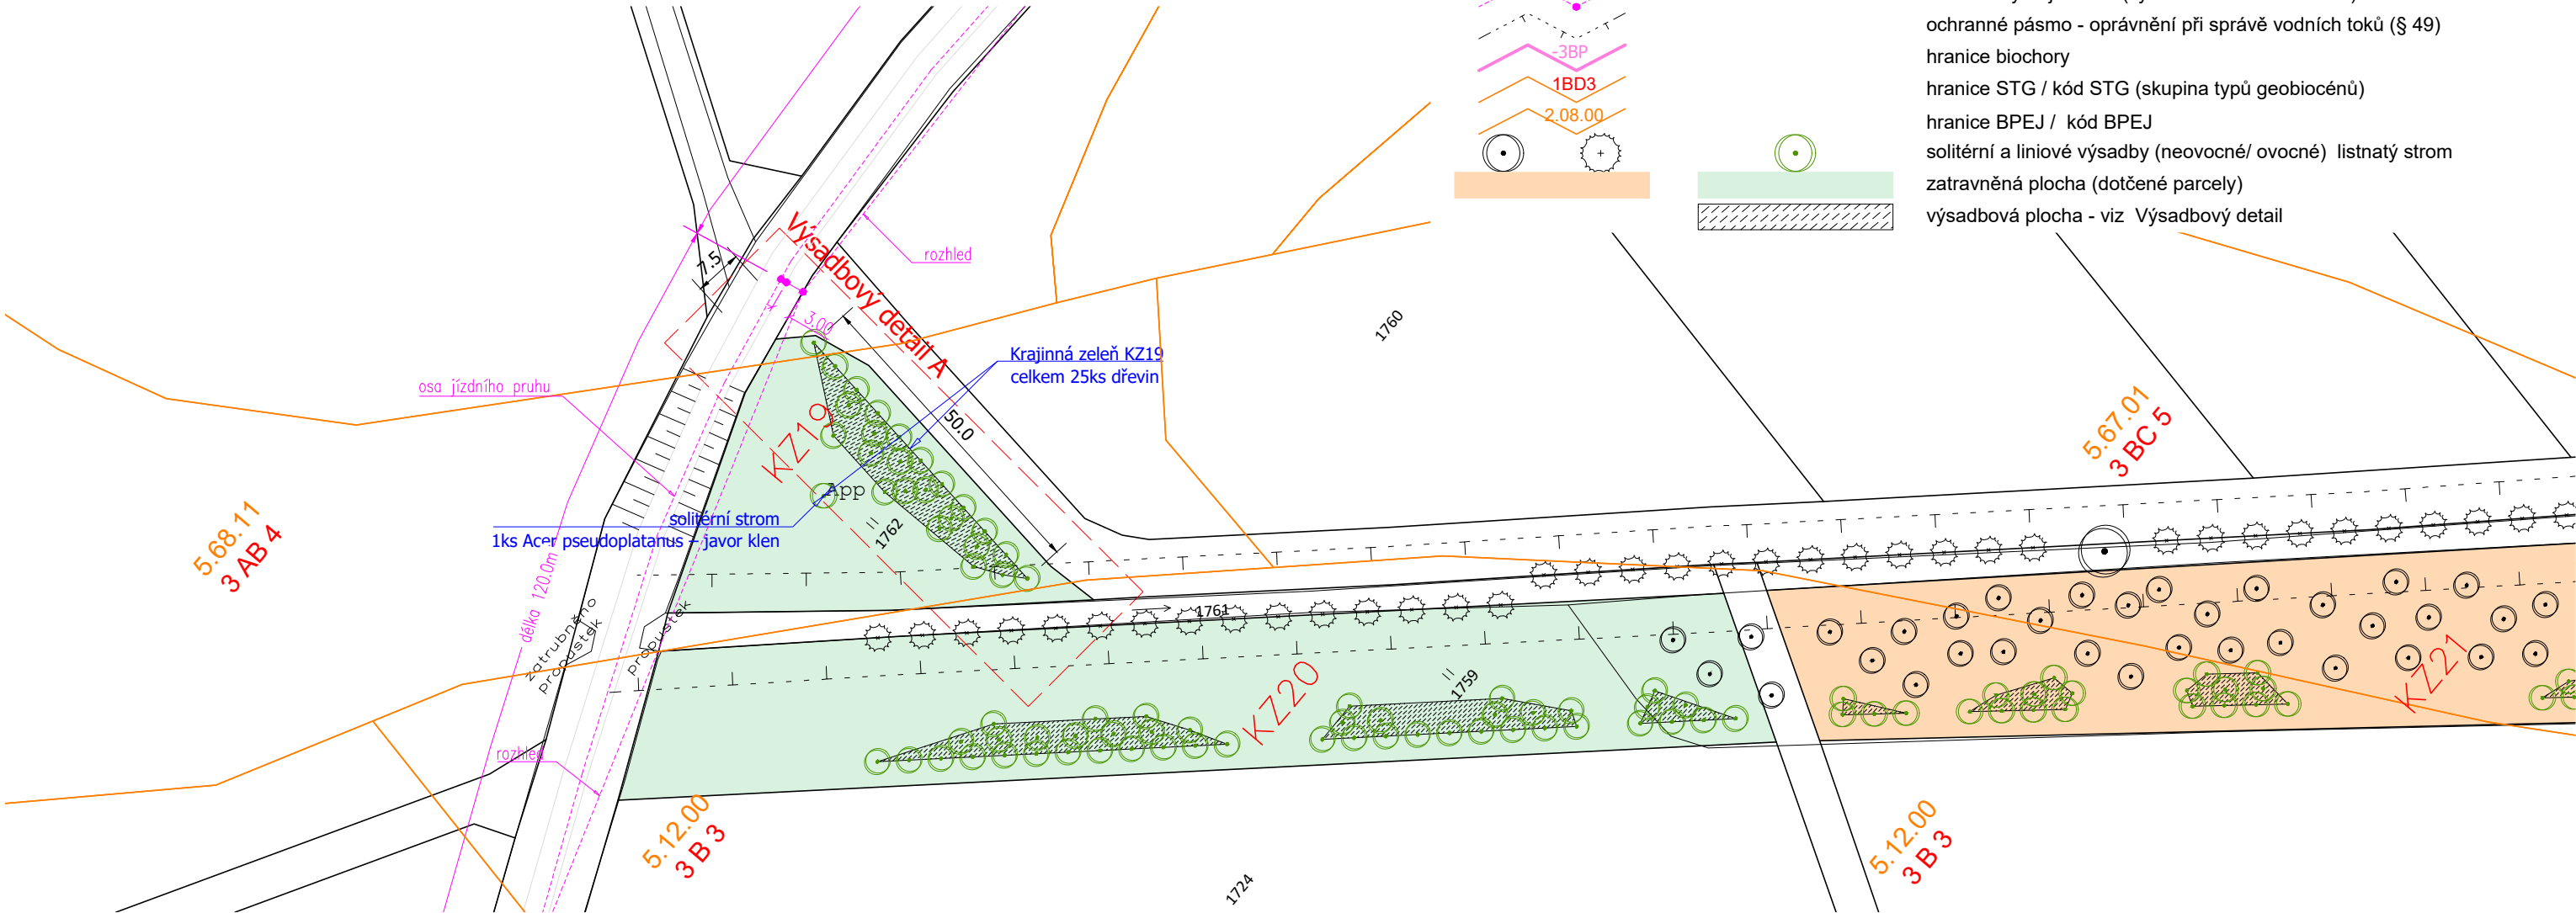 ochranné pásmo - oprávnění při správě vodních toků (§ 49)
-3BP
hranice biochory
1BD3
hranice STG / kód STG (skupina typů geobiocénů)
2.08.00
hranice BPEJ / kód BPEJ
solitérní a liniové výsadby (neovocné/ ovocné) listnatý strom
zatravněná plocha (dotčené parcely)
výsadbová plocha - viz Výsadbový detail
rozhled
7.5
Výsadbový detail A
3.00
1760
Krajinná zeleň KZ19
celkem 25ks dřevin
osa jízdního pruhu
50.0
KZ19
App
solitérní strom
1ks Acer pseudoplatanus - javor klen
1762
5.68.11
3 AB 4
5.67.01
3 BC 5
délka 120.0m
zatrubněno
propustek
propustek
1761
KZ20
1759
KZ21
rozhled
5.12.00
3 B 3
1724
5.12.00
3 B 3